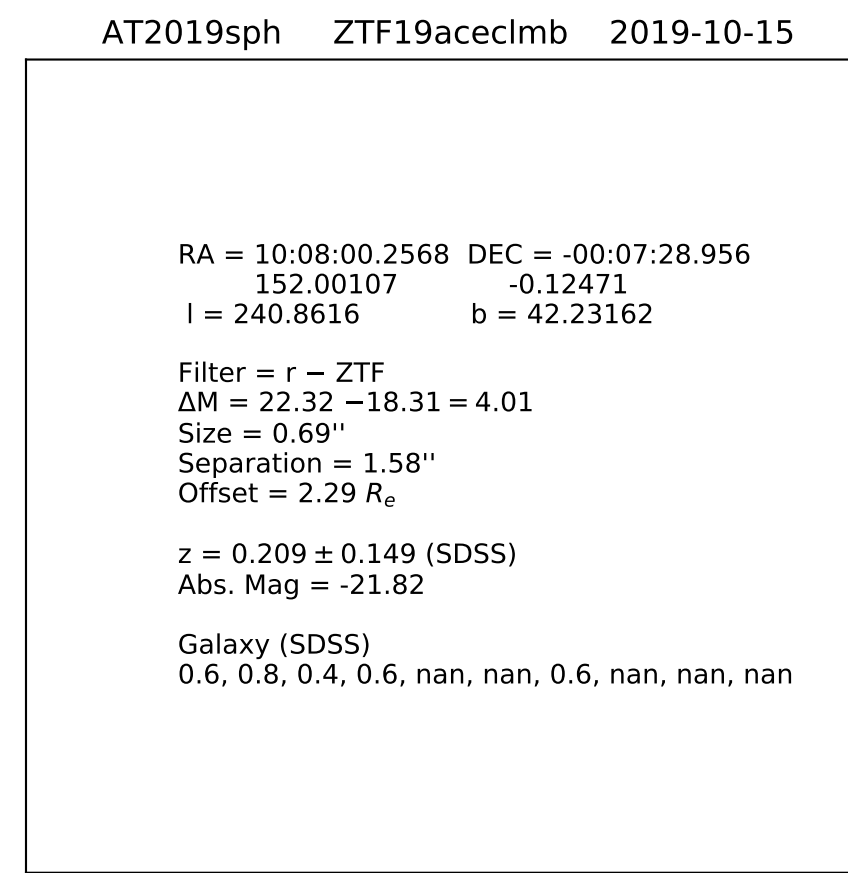 AT2019sph ZTF19aceclmb 2019-10-15
RA = 10:08:00.2568 DEC = -00:07:28.956
152.00107 -0.12471
l = 240.8616 b = 42.23162
Filter = r − ZTF
ΔM = 22.32 −18.31 = 4.01
Size = 0.69''
Separation = 1.58''
Offset = 2.29 Rₑ
z = 0.209 ± 0.149 (SDSS)
Abs. Mag = -21.82
Galaxy (SDSS)
0.6, 0.8, 0.4, 0.6, nan, nan, 0.6, nan, nan, nan